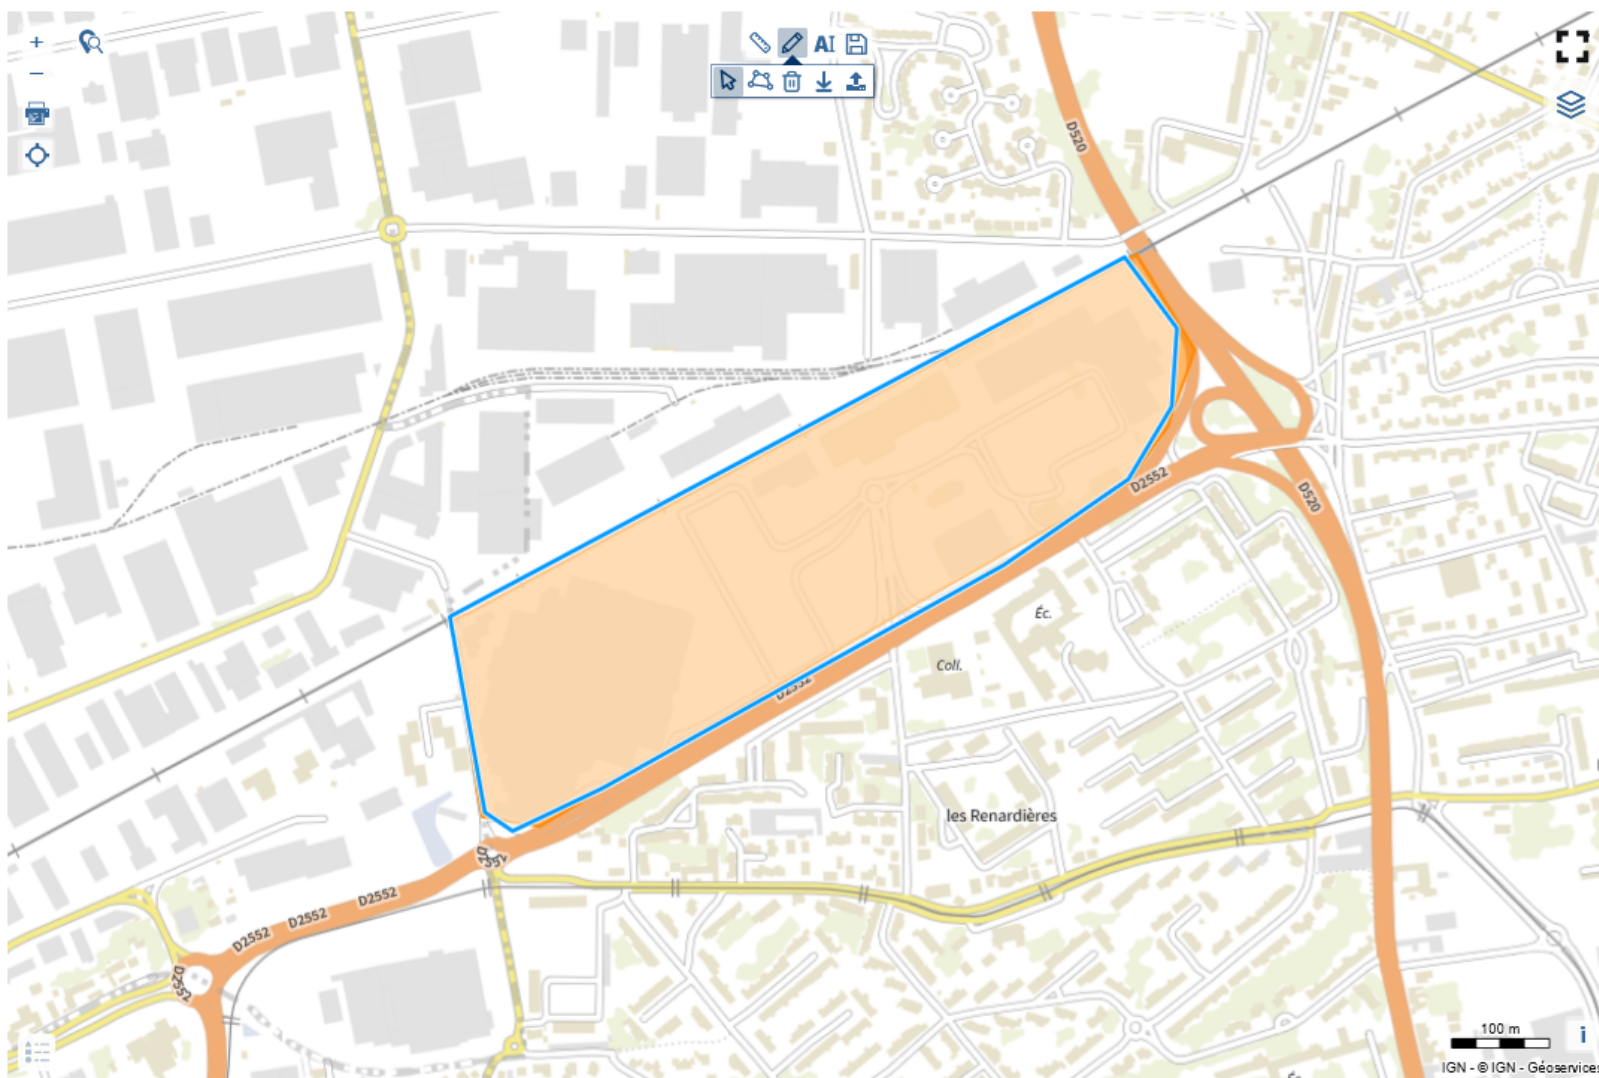 +
AI
−
D520
D2552
D520
Éc.
Coll.
D2552
les Renardières
D2552
D2552
D2552
D2552
D2552
100 m
i
IGN - © IGN - Géoservices